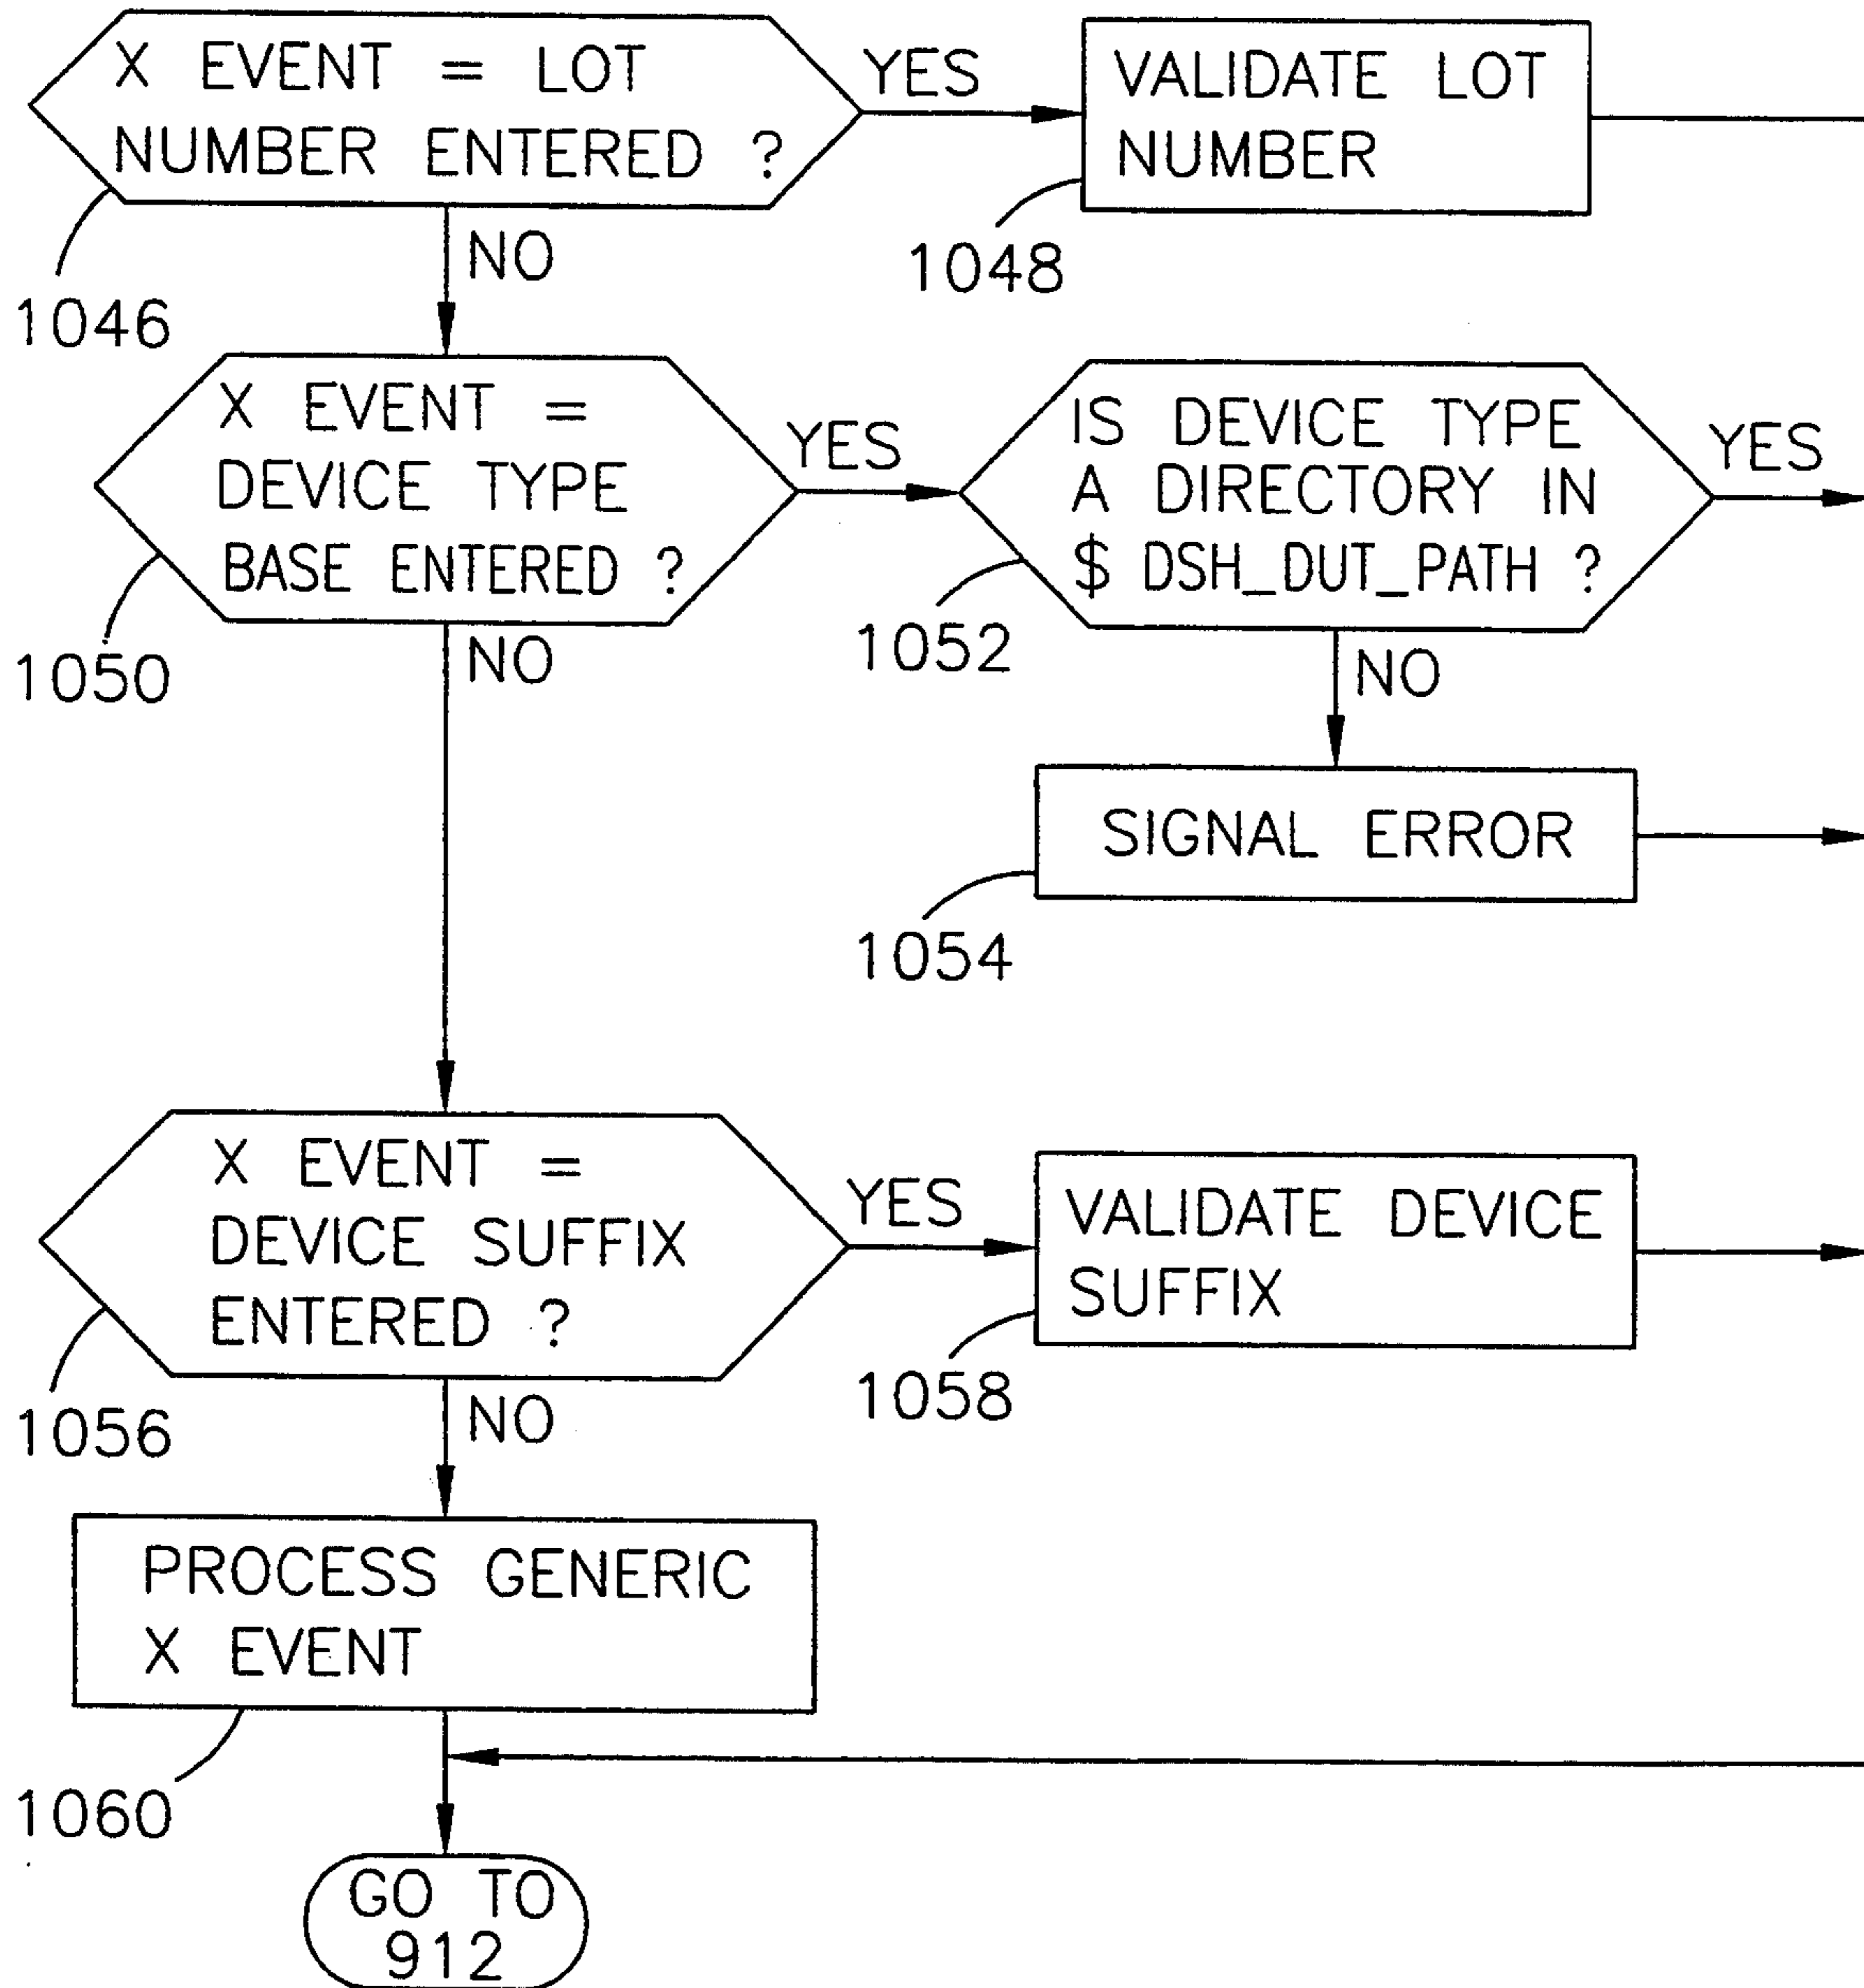 X EVENT = LOT
NUMBER ENTERED ?
YES
VALIDATE LOT
NUMBER
1046
NO
1048
X EVENT =
DEVICE TYPE
BASE ENTERED ?
YES
IS DEVICE TYPE
A DIRECTORY IN
$ DSH_DUT_PATH ?
YES
1050
NO
1052
NO
SIGNAL ERROR
1054
X EVENT =
DEVICE SUFFIX
ENTERED ?
YES
VALIDATE DEVICE
SUFFIX
1056
NO
1058
PROCESS GENERIC
X EVENT
1060
GO TO
912